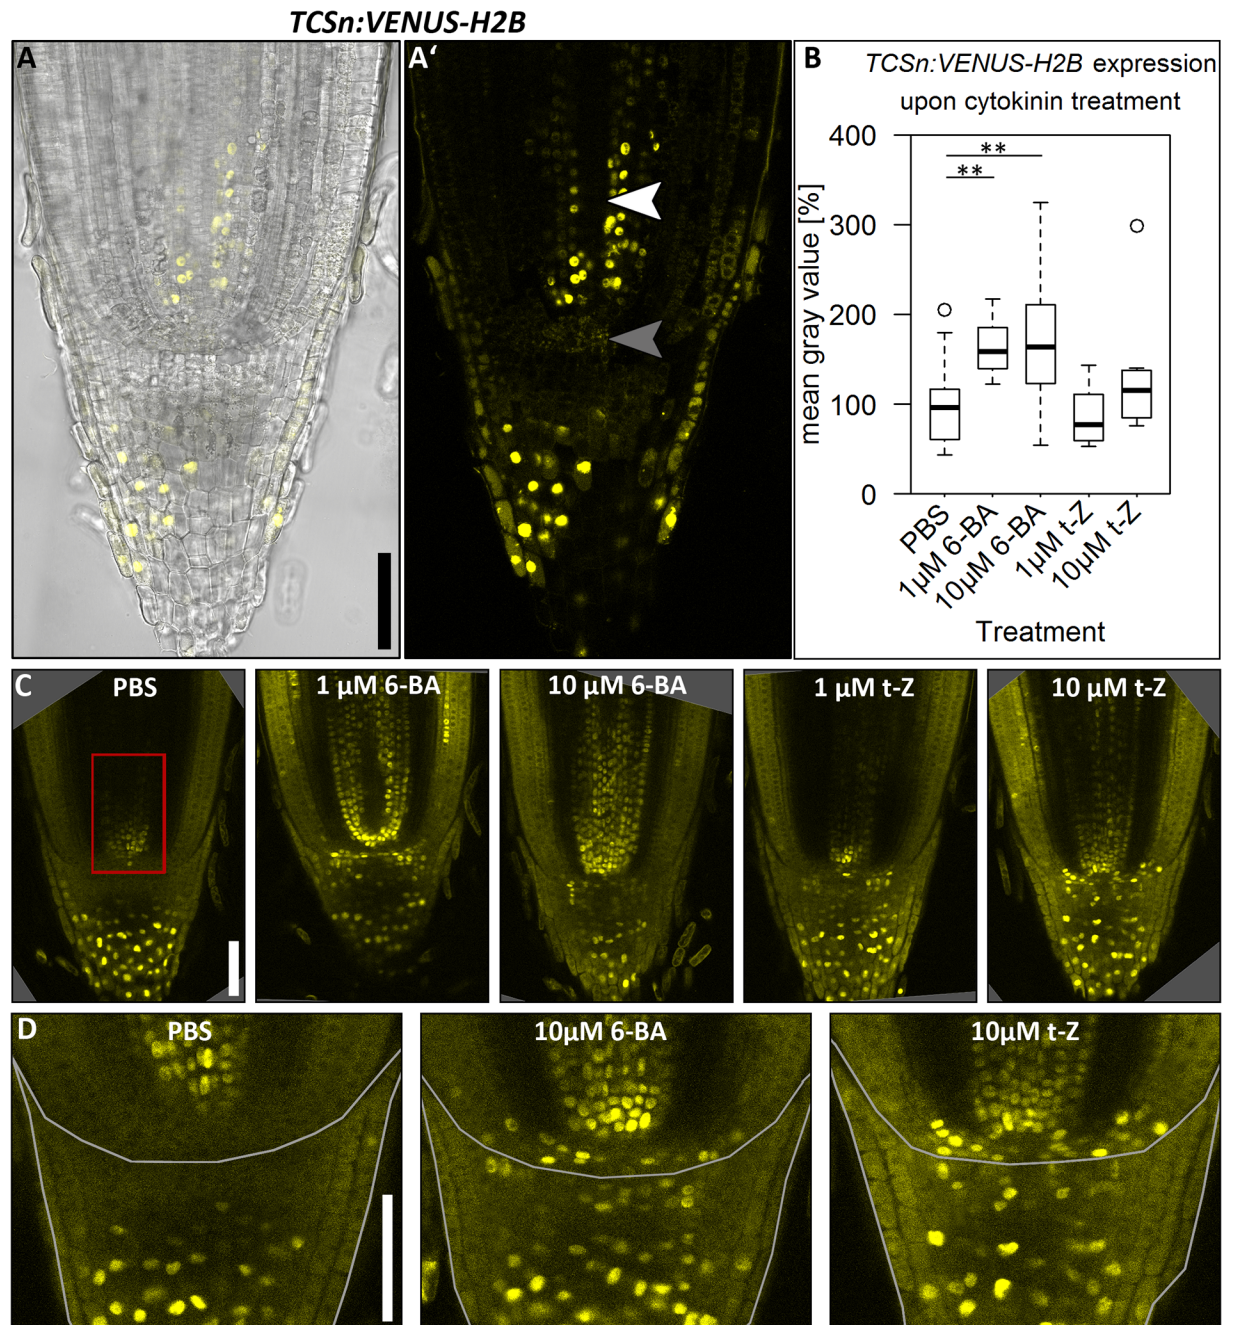 TCSn:VENUS-H2B
A
A‘
B
TCSn:VENUS-H2B expression
upon cytokinin treatment
mean gray value [%]
400
300
200
100
0
**
**
PBS
1µM 6-BA
10µM 6-BA
1µM t-Z
10µM t-Z
Treatment
C
PBS
1 µM 6-BA
10 µM 6-BA
1 µM t-Z
10 µM t-Z
D
PBS
10µM 6-BA
10µM t-Z